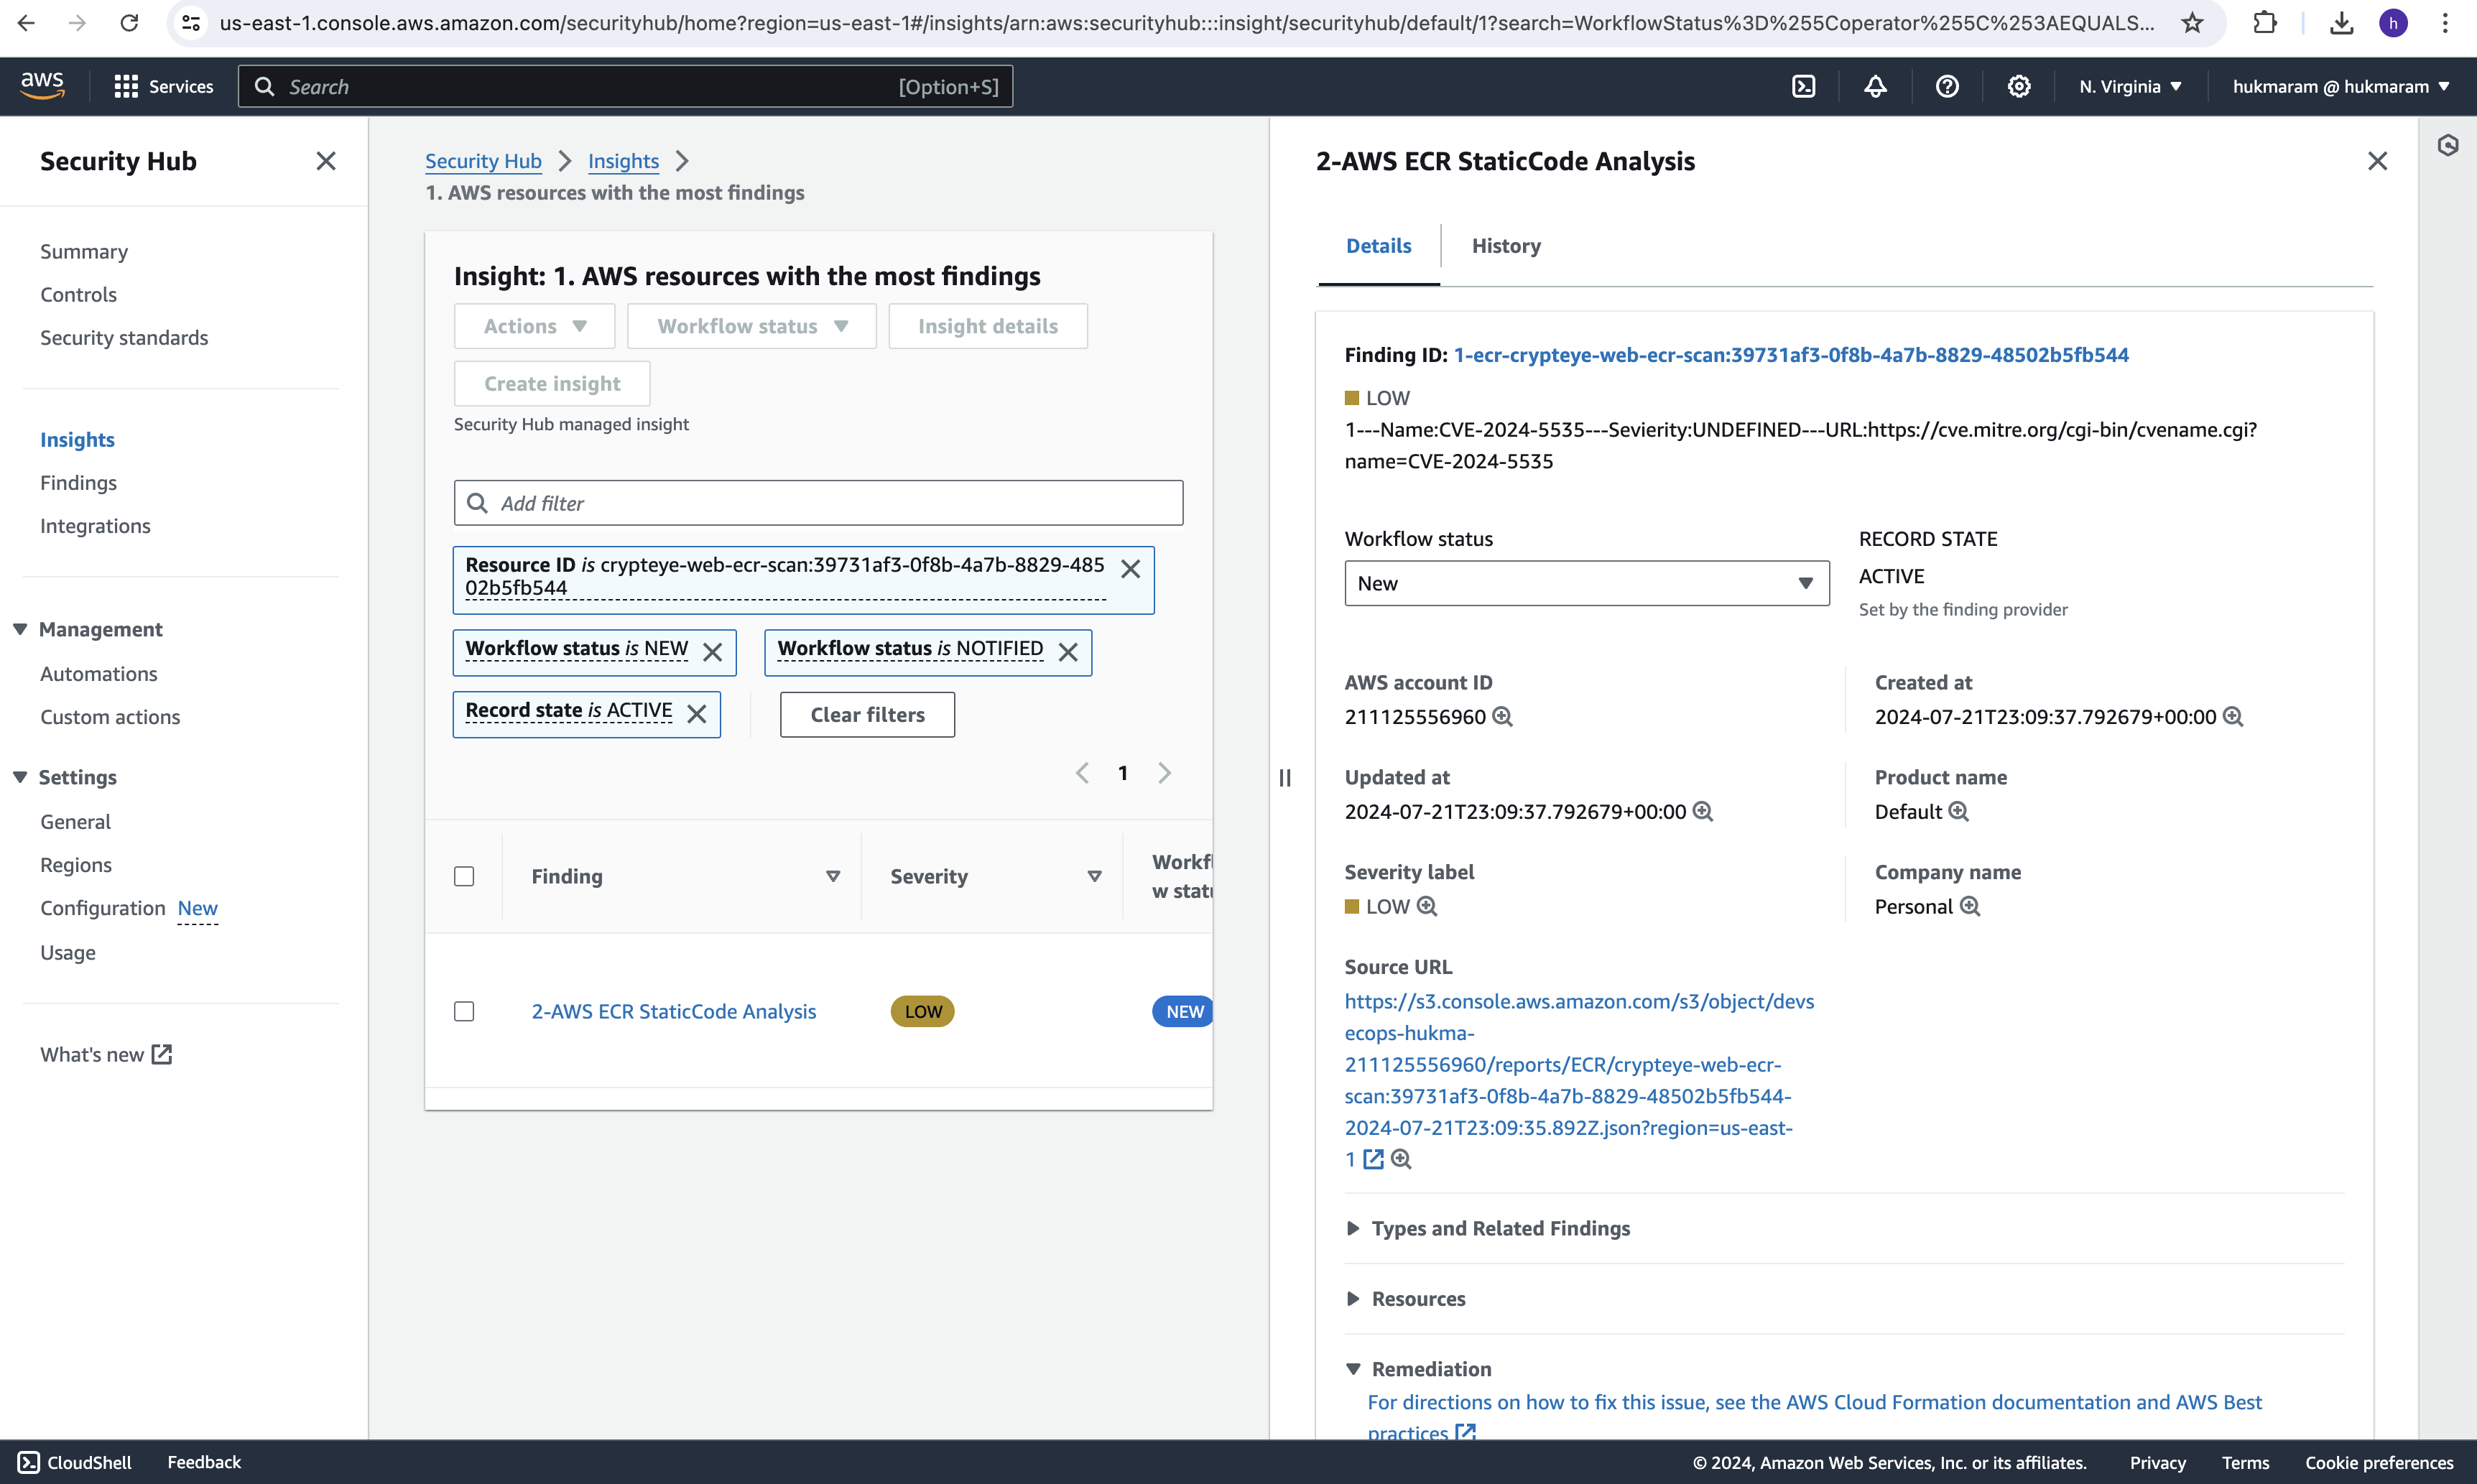 us-east-1.console.aws.amazon.com/securityhub/home?region=us-east-1#/insights/arn:aws:securityhub:::insight/securityhub/default/1?search=WorkflowStatus%3D%255Coperator%255C%253AEQUALS...
h
aws
Services
Search
[Option+S]
N. Virginia
hukmaram @ hukmaram
Security Hub
Summary
Controls
Security standards
Insights
Findings
Integrations
Management
Automations
Custom actions
Settings
General
Regions
Configuration New
Usage
What's new
Security Hub
Insights
1. AWS resources with the most findings
Insight: 1. AWS resources with the most findings
Actions
Workflow status
Insight details
Create insight
Security Hub managed insight
Add filter
Resource ID is crypteye-web-ecr-scan:39731af3-0f8b-4a7b-8829-485
02b5fb544
Workflow status is NEW
Workflow status is NOTIFIED
Record state is ACTIVE
Clear filters
1
Finding
Severity
Workfl
w statu
2-AWS ECR StaticCode Analysis
LOW
NEW
2-AWS ECR StaticCode Analysis
Details
History
Finding ID: 1-ecr-crypteye-web-ecr-scan:39731af3-0f8b-4a7b-8829-48502b5fb544
LOW
1---Name:CVE-2024-5535---Sevierity:UNDEFINED---URL:https://cve.mitre.org/cgi-bin/cvename.cgi?
name=CVE-2024-5535
Workflow status
New
RECORD STATE
ACTIVE
Set by the finding provider
AWS account ID
211125556960
Created at
2024-07-21T23:09:37.792679+00:00
Updated at
2024-07-21T23:09:37.792679+00:00
Product name
Default
Severity label
LOW
Company name
Personal
Source URL
https://s3.console.aws.amazon.com/s3/object/devs
ecops-hukma-
211125556960/reports/ECR/crypteye-web-ecr-
scan:39731af3-0f8b-4a7b-8829-48502b5fb544-
2024-07-21T23:09:35.892Z.json?region=us-east-
1
Types and Related Findings
Resources
Remediation
For directions on how to fix this issue, see the AWS Cloud Formation documentation and AWS Best
practices
CloudShell
Feedback
© 2024, Amazon Web Services, Inc. or its affiliates.
Privacy
Terms
Cookie preferences